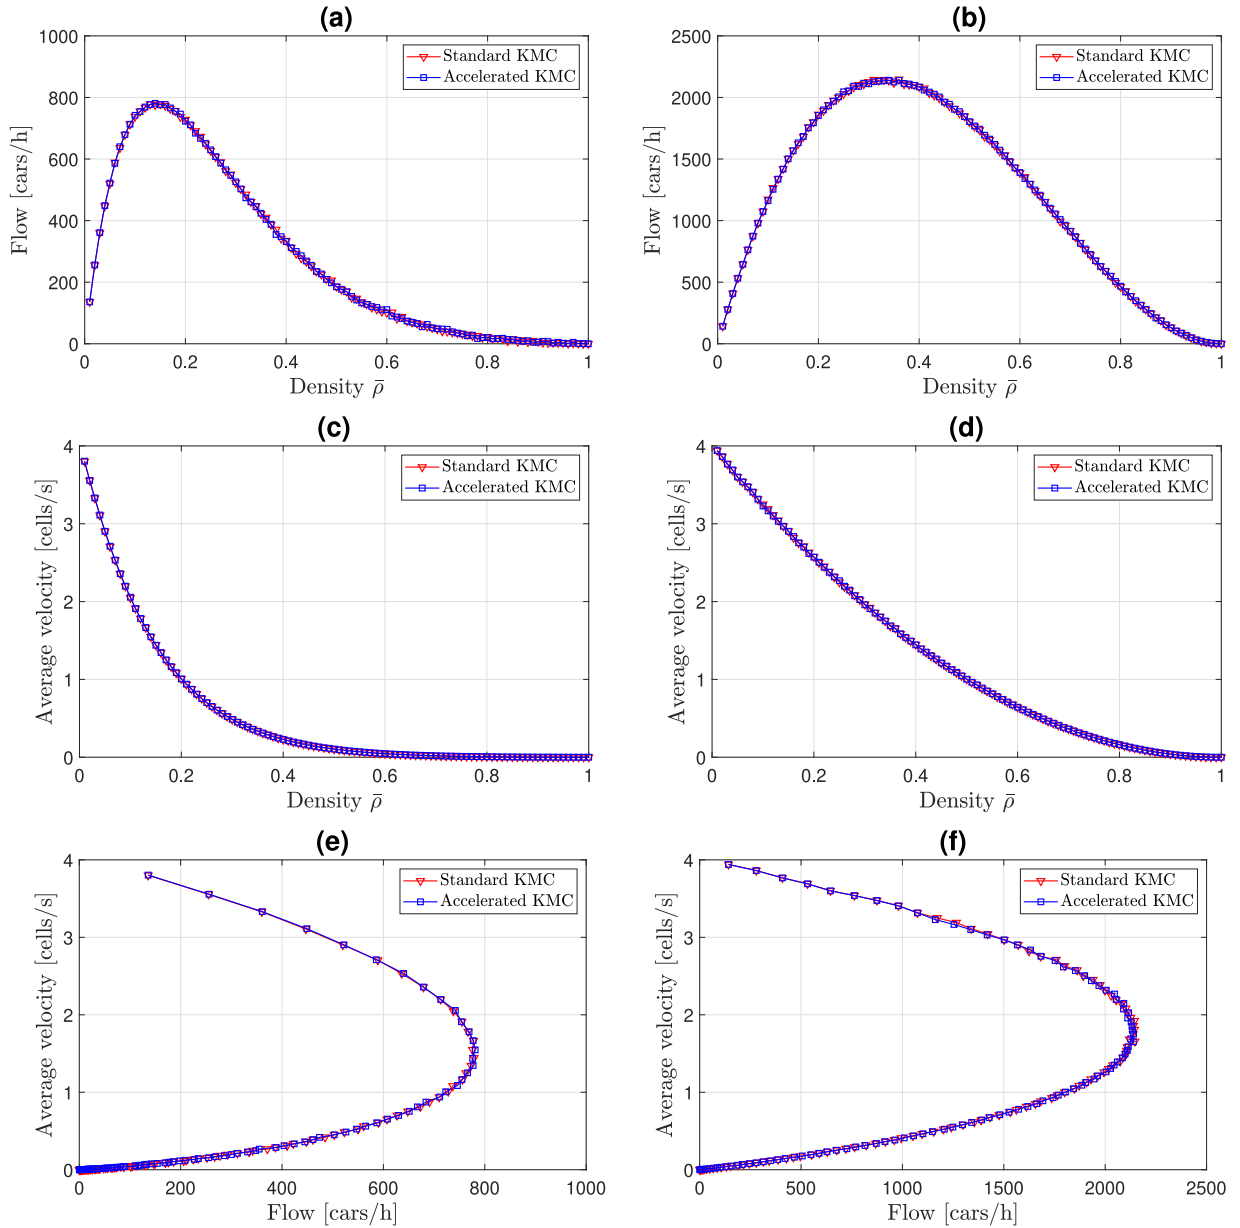 (a)
1000
800
600
400
200
0
Flow [cars/h]
Standard KMC
Accelerated KMC
0 0.2 0.4 0.6 0.8 1
Density ρ̄
(b)
2500
2000
1500
1000
500
0
Flow [cars/h]
Standard KMC
Accelerated KMC
0 0.2 0.4 0.6 0.8 1
Density ρ̄
(c)
4
3
2
1
0
Average velocity [cells/s]
Standard KMC
Accelerated KMC
0 0.2 0.4 0.6 0.8 1
Density ρ̄
(d)
4
3
2
1
0
Average velocity [cells/s]
Standard KMC
Accelerated KMC
0 0.2 0.4 0.6 0.8 1
Density ρ̄
(e)
4
3
2
1
0
Average velocity [cells/s]
Standard KMC
Accelerated KMC
0 200 400 600 800 1000
Flow [cars/h]
(f)
4
3
2
1
0
Average velocity [cells/s]
Standard KMC
Accelerated KMC
0 500 1000 1500 2000 2500
Flow [cars/h]